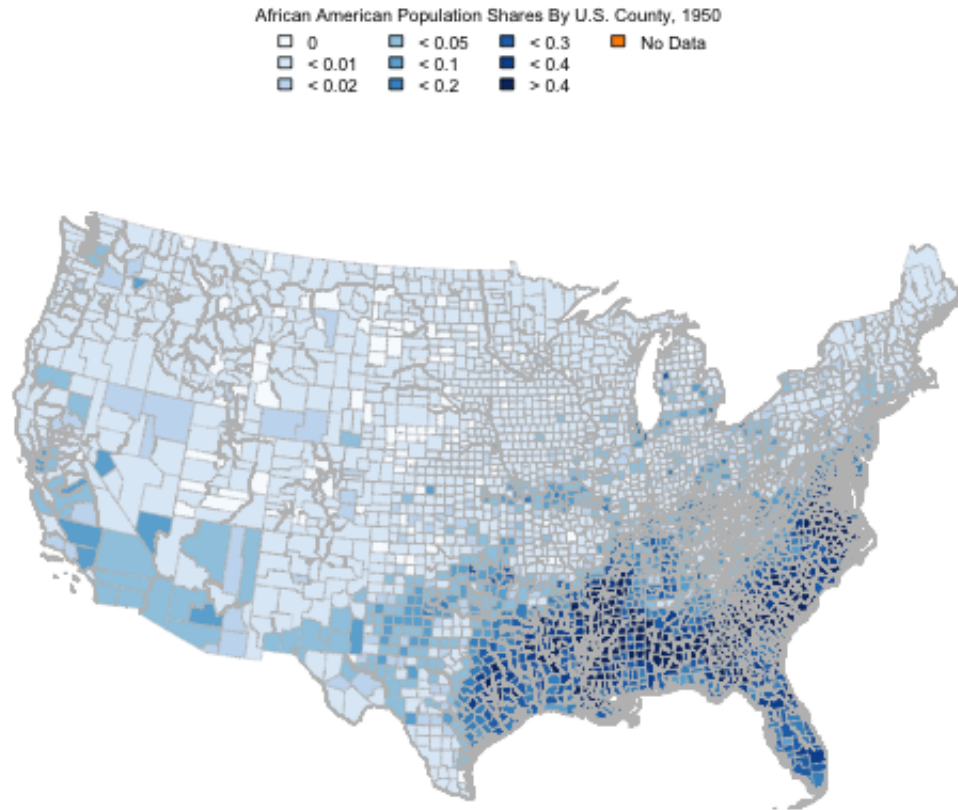 African American Population Shares By U.S. County, 1950
0 < 0.05 < 0.3 No Data
< 0.01 < 0.1 < 0.4
< 0.02 < 0.2 > 0.4